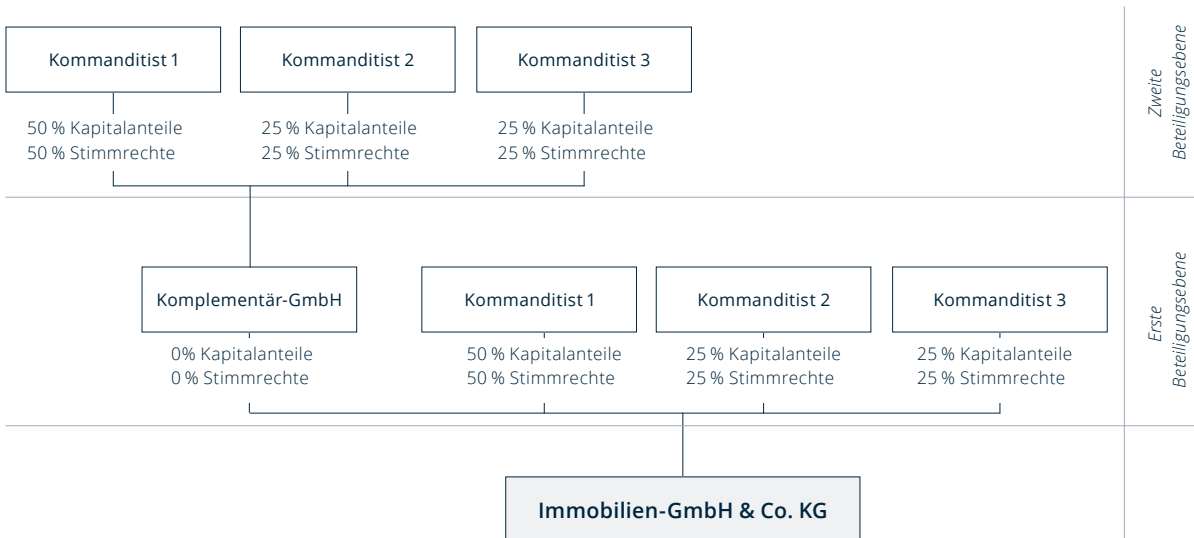 Kommanditist 1
Kommanditist 2
Kommanditist 3
50 % Kapitalanteile
50 % Stimmrechte
25 % Kapitalanteile
25 % Stimmrechte
25 % Kapitalanteile
25 % Stimmrechte
Zweite
Beteiligungsebene
Komplementär-GmbH
Kommanditist 1
Kommanditist 2
Kommanditist 3
0% Kapitalanteile
0 % Stimmrechte
50 % Kapitalanteile
50 % Stimmrechte
25 % Kapitalanteile
25 % Stimmrechte
25 % Kapitalanteile
25 % Stimmrechte
Erste
Beteiligungsebene
Immobilien-GmbH & Co. KG